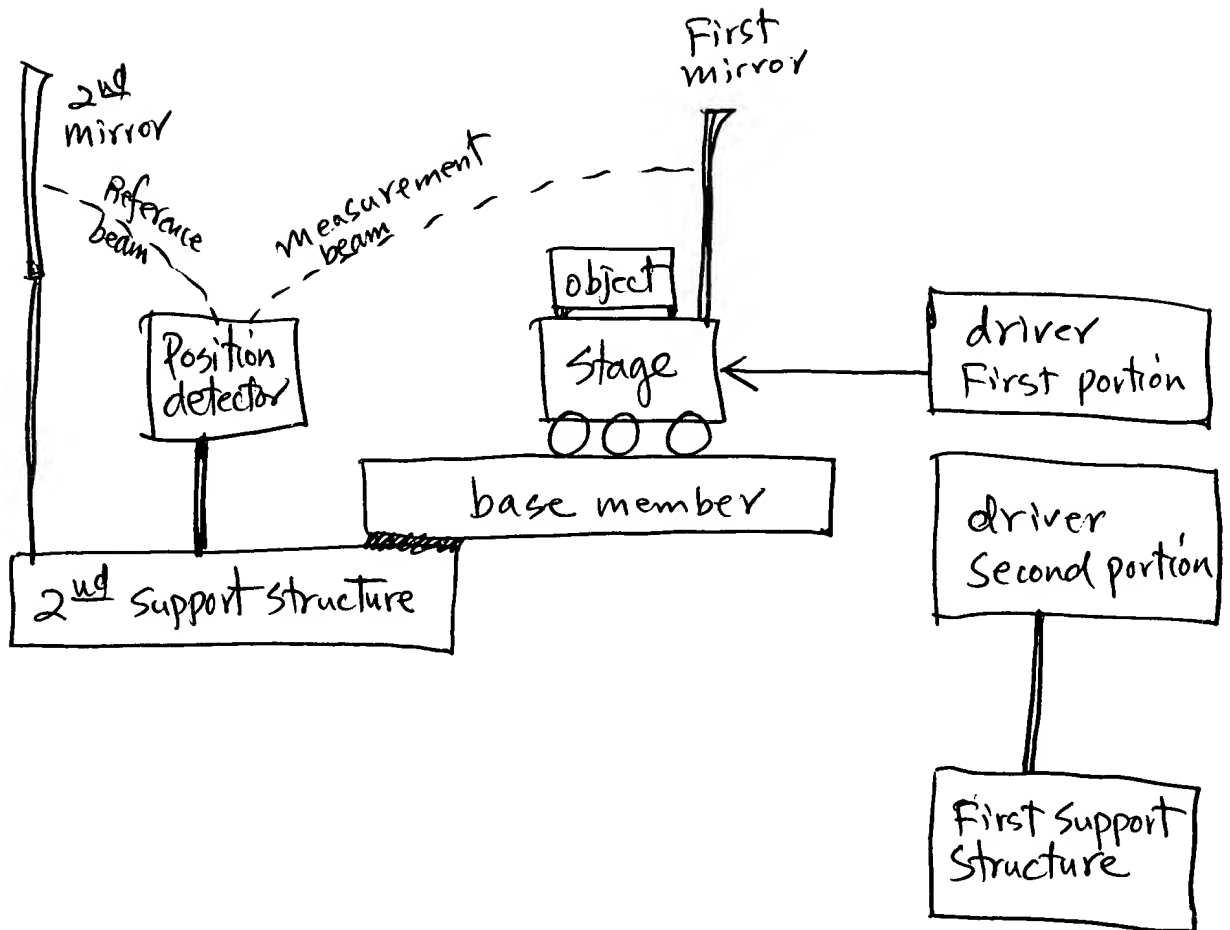 First
mirror
2nd
mirror
Reference
beam
Measurement
beam
object
Position
detector
Stage
driver
First portion
base member
driver
Second portion
2nd support structure
First support
structure